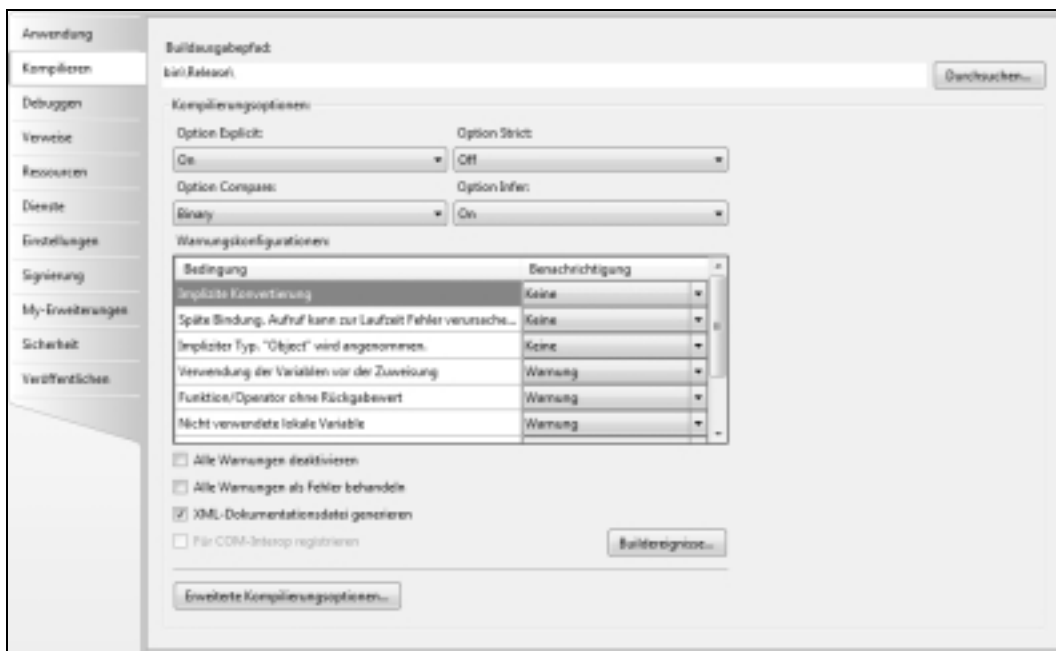 Anwendung
Kompilieren
Debuggen
Verweise
Ressourcen
Dienste
Einstellungen
Signierung
My-Erweiterungen
Sicherheit
Veröffentlichen
Buildausgabepfad:
bin\Release\
Durchsuchen...
Kompilierungsoptionen:
Option Explicit: Option Strict:
On Off
Option Compare: Option Infer:
Binary On
Warnungskonfigurationen:
Bedingung Benachrichtigung
Implizite Konvertierung Keine
Späte Bindung. Aufruf kann zur Laufzeit Fehler verursache... Keine
Impliziter Typ. "Object" wird angenommen. Keine
Verwendung der Variablen vor der Zuweisung Warnung
Funktion/Operator ohne Rückgabewert Warnung
Nicht verwendete lokale Variable Warnung
Alle Warnungen deaktivieren
Alle Warnungen als Fehler behandeln
XML-Dokumentationsdatei generieren
Für COM-Interop registrieren
Buildereignisse...
Erweiterte Kompilierungsoptionen...